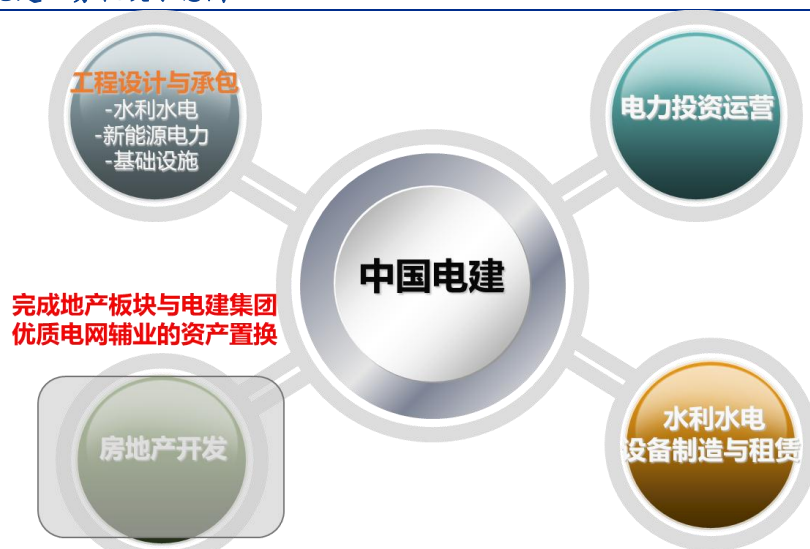 工程设计与承包
-水利水电
-新能源电力
-基础设施
电力投资运营
中国电建
完成地产板块与电建集团
优质电网辅业的资产置换
房地产开发
水利水电
设备制造与租赁